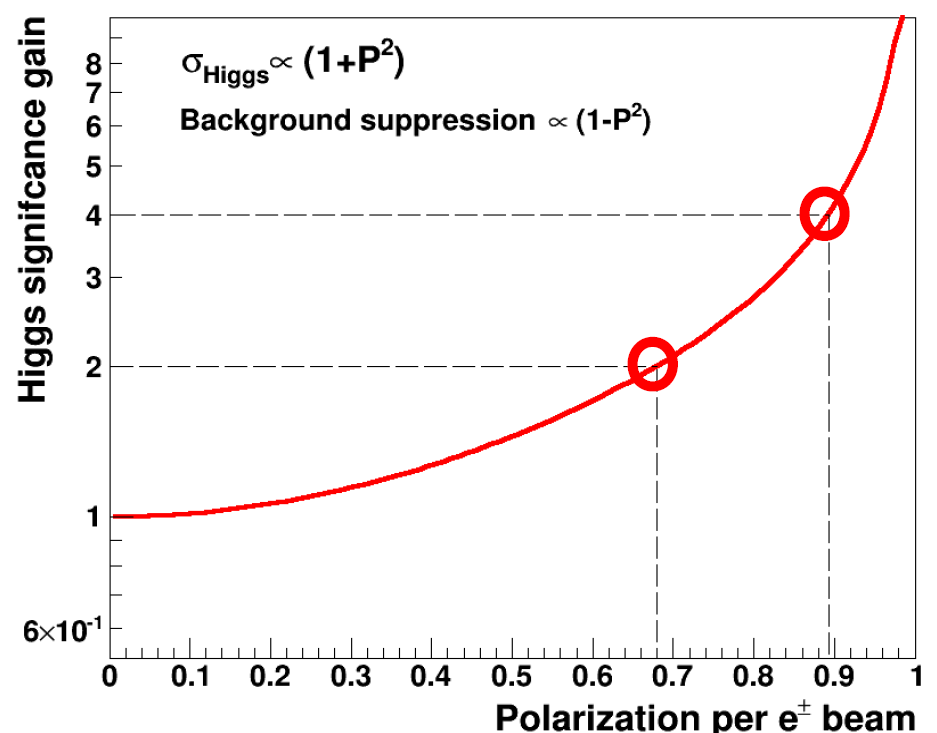 Higgs signifcance gain
σHiggs∝ (1+P²)
Background suppression ∝ (1-P²)
8
7
6
5
4
3
2
1
6×10⁻¹
0 0.1 0.2 0.3 0.4 0.5 0.6 0.7 0.8 0.9 1
Polarization per e± beam